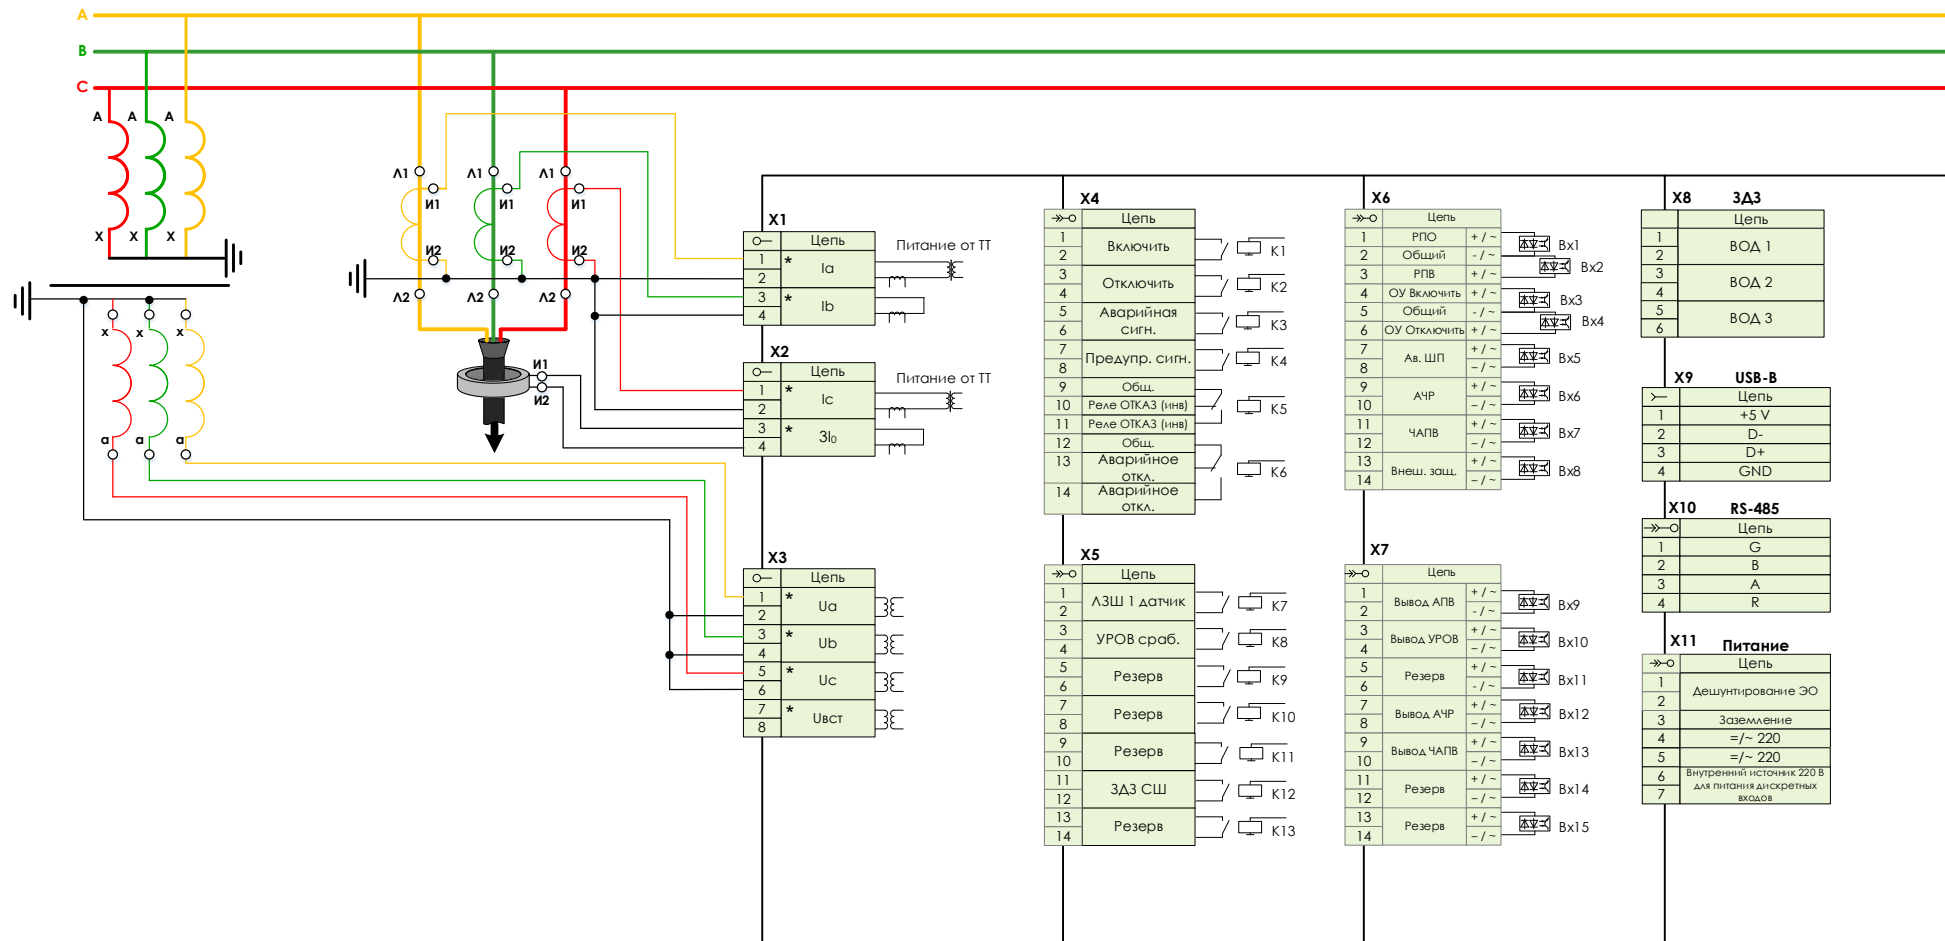 A
B
C
A
A
A
X
X
X
x
x
x
a
a
a
Л1
И1
И2
Л2
Л1
И1
И2
Л2
Л1
И1
И2
Л2
И1
И2
X1
Цепь
1
2
* Ia
3
4
* Ib
Питание от ТТ
X2
Цепь
1
2
* Ic
3
4
* 3I₀
Питание от ТТ
X3
Цепь
1
2
* Ua
3
4
* Ub
5
6
* Uc
7
8
* Uвст
X4
Цепь
1
2
Включить
K1
3
4
Отключить
K2
5
6
Аварийная
сигн.
K3
7
8
Предупр. сигн.
K4
9 Общ.
10 Реле ОТКАЗ (инв)
K5
11 Реле ОТКАЗ (инв)
12 Общ.
13 Аварийное
откл.
K6
14 Аварийное
откл.
X5
Цепь
1
2
ЛЗШ 1 датчик
K7
3
4
УРОВ сраб.
K8
5
6
Резерв
K9
7
8
Резерв
K10
9
10
Резерв
K11
11
12
ЗДЗ СШ
K12
13
14
Резерв
K13
X6
Цепь
1 РПО + / ~ Вх1
2 Общий - / ~
3 РПВ + / ~ Вх2
4 ОУ Включить + / ~ Вх3
5 Общий - / ~
6 ОУ Отключить + / ~ Вх4
7 + / ~
8 – / ~
Ав. ШП
Вх5
9 + / ~
10 – / ~
АЧР
Вх6
11 + / ~
12 – / ~
ЧАПВ
Вх7
13 + / ~
14 – / ~
Внеш. защ.
Вх8
X7
Цепь
1 + / ~
2 - / ~
Вывод АПВ
Вх9
3 + / ~
4 – / ~
Вывод УРОВ
Вх10
5 + / ~
6 - / ~
Резерв
Вх11
7 + / ~
8 – / ~
Вывод АЧР
Вх12
9 + / ~
10 – / ~
Вывод ЧАПВ
Вх13
11 + / ~
12 – / ~
Резерв
Вх14
13 + / ~
14 – / ~
Резерв
Вх15
X8 ЗДЗ
Цепь
1
2
ВОД 1
3
4
ВОД 2
5
6
ВОД 3
X9 USB-B
Цепь
1 +5 V
2 D-
3 D+
4 GND
X10 RS-485
Цепь
1 G
2 B
3 A
4 R
X11 Питание
Цепь
1
2
Дешунтирование ЭО
3 Заземление
4 =/~ 220
5 =/~ 220
6
7
Внутренний источник 220 В
для питания дискретных
входов